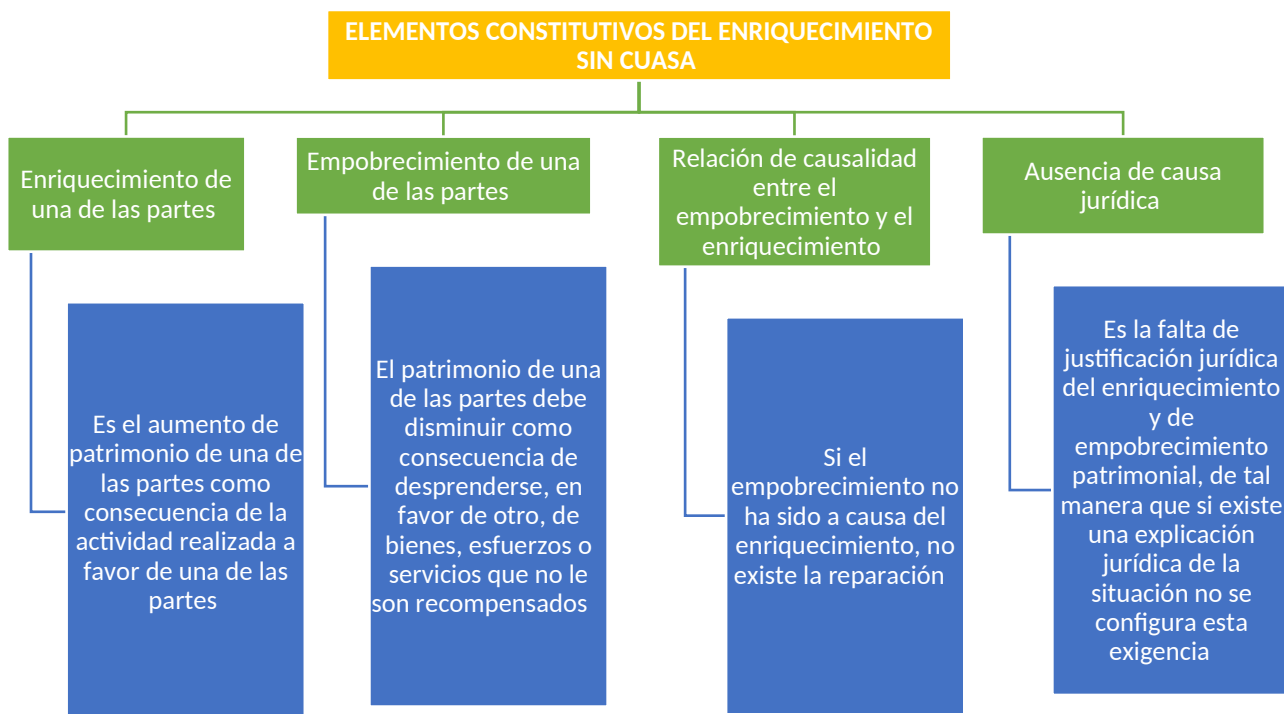 ELEMENTOS CONSTITUTIVOS DEL ENRIQUECIMIENTO
SIN CUASA
Enriquecimiento de
una de las partes
Es el aumento de
patrimonio de una de
las partes como
consecuencia de la
actividad realizada a
favor de una de las
partes
Empobrecimiento de una
de las partes
El patrimonio de una
de las partes debe
disminuir como
consecuencia de
desprenderse, en
favor de otro, de
bienes, esfuerzos o
servicios que no le
son recompensados
Relación de causalidad
entre el
empobrecimiento y el
enriquecimiento
Si el
empobrecimiento no
ha sido a causa del
enriquecimiento, no
existe la reparación
Ausencia de causa
jurídica
Es la falta de
justificación jurídica
del enriquecimiento
y de
empobrecimiento
patrimonial, de tal
manera que si existe
una explicación
jurídica de la
situación no se
configura esta
exigencia